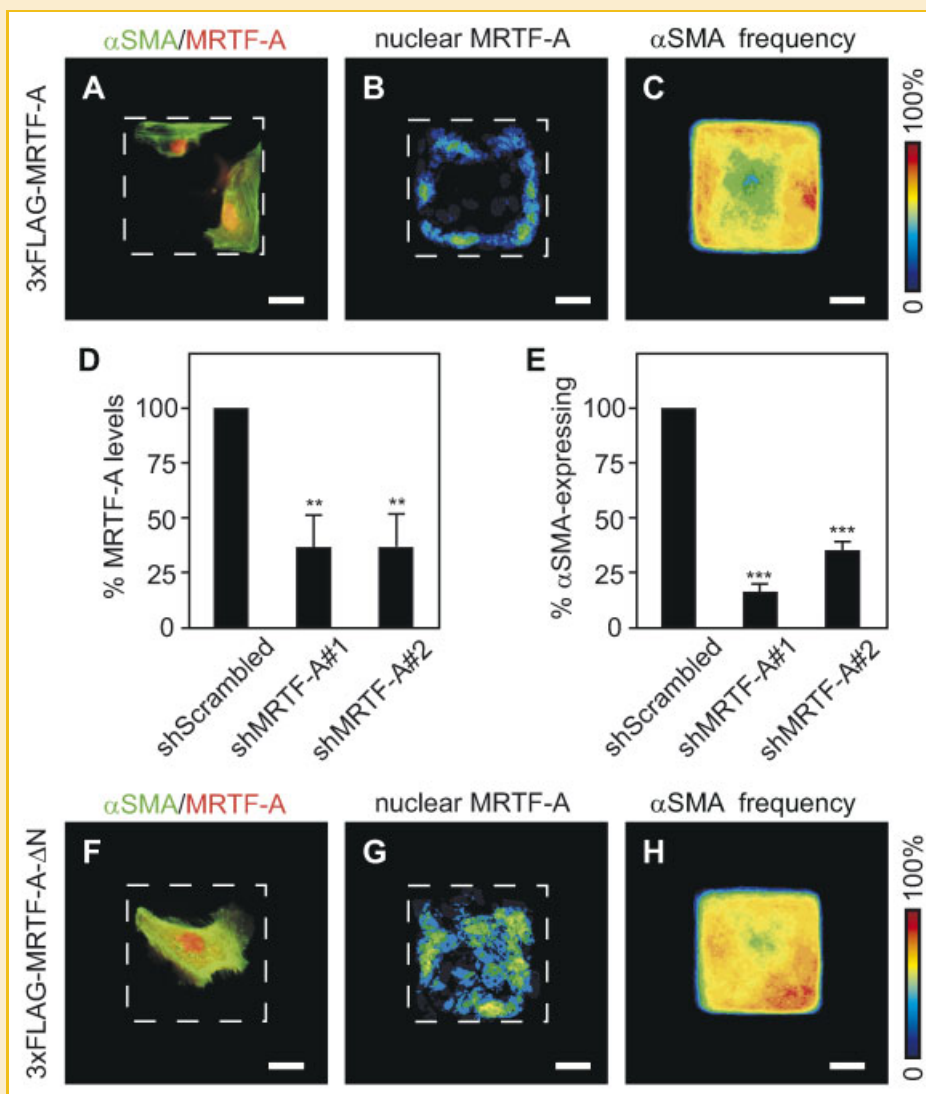 αSMA/MRTF-A nuclear MRTF-A αSMA frequency
3xFLAG-MRTF-A
A B C
100%
0
D E
% MRTF-A levels
100
75
50
25
0
** **
shScrambled shMRTF-A#1 shMRTF-A#2
% αSMA-expressing
100
75
50
25
0
*** ***
shScrambled shMRTF-A#1 shMRTF-A#2
αSMA/MRTF-A nuclear MRTF-A αSMA frequency
3xFLAG-MRTF-A-ΔN
F G H
100%
0